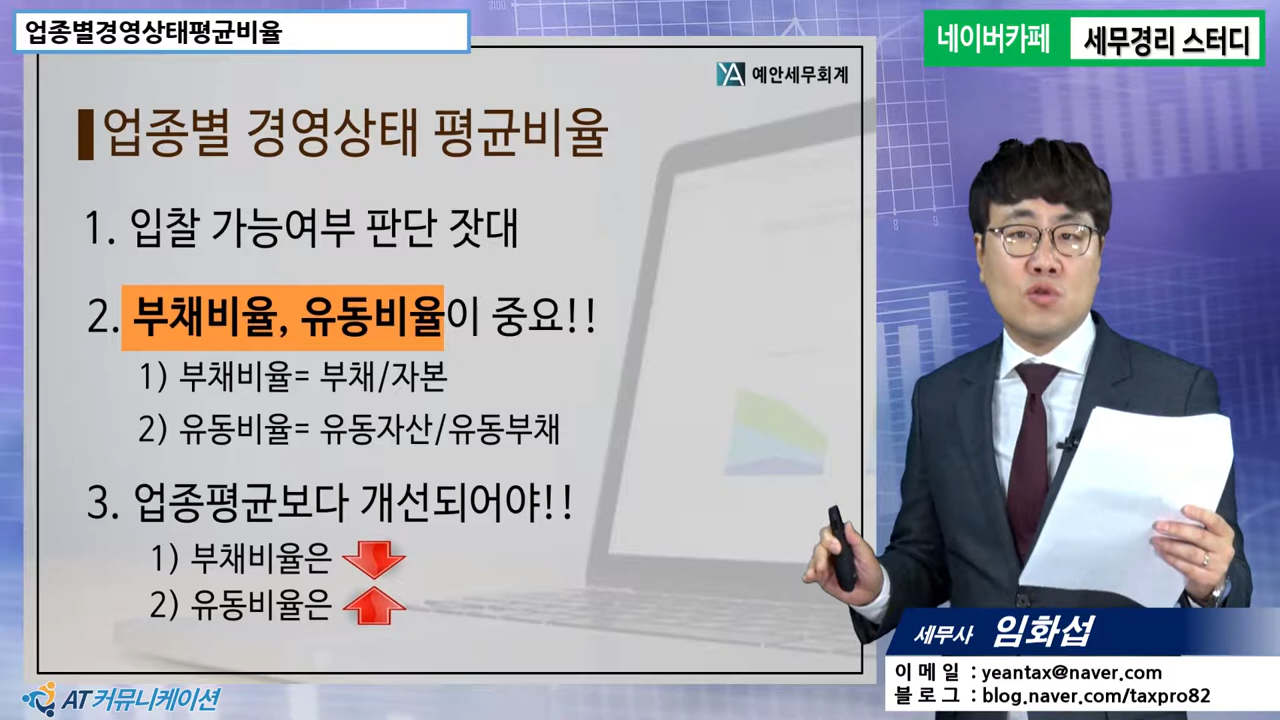 업종별경영상태평균비율
네이버카페 세무경리 스터디
YA 예안세무회계
업종별 경영상태 평균비율
1. 입찰 가능여부 판단 잣대
2. 부채비율, 유동비율이 중요!!
1) 부채비율= 부채/자본
2) 유동비율= 유동자산/유동부채
3. 업종평균보다 개선되어야!!
1) 부채비율은
2) 유동비율은
세무사 임화섭
이 메 일 : yeantax@naver.com
블 로 그 : blog.naver.com/taxpro82
AT커뮤니케이션